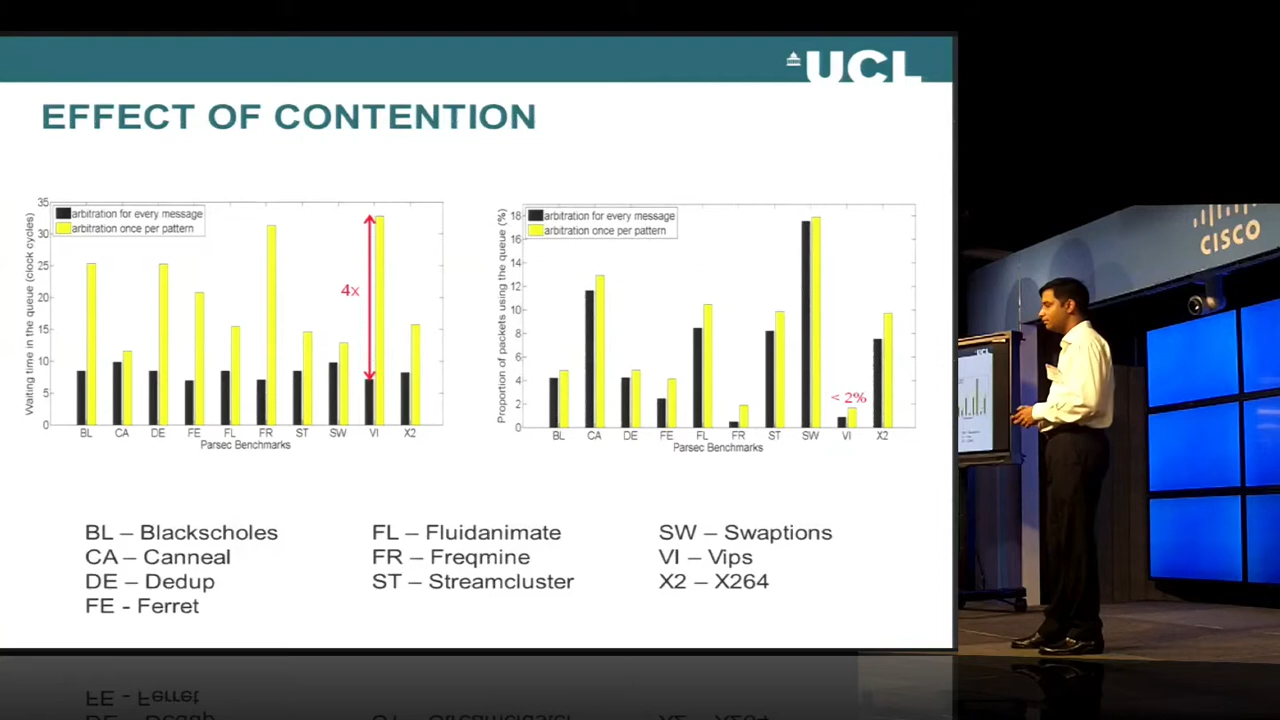 UCL
EFFECT OF CONTENTION
35
30
25
20
15
10
5
0
Waiting time in the queue (clock cycles)
arbitration for every message
arbitration once per pattern
4x
BL CA DE FE FL FR ST SW VI X2
Parsec Benchmarks
18
16
14
12
10
8
6
4
2
0
Proportion of packets using the queue (%)
arbitration for every message
arbitration once per pattern
< 2%
BL CA DE FE FL FR ST SW VI X2
Parsec Benchmarks
BL – Blackscholes
CA – Canneal
DE – Dedup
FE - Ferret
FL – Fluidanimate
FR – Freqmine
ST – Streamcluster
SW – Swaptions
VI – Vips
X2 – X264
CISCO
UCL
FE - Ferret